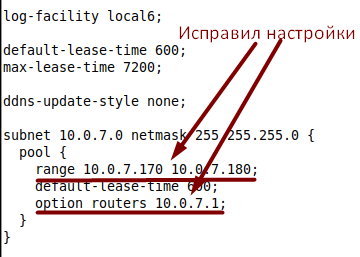 log-facility local6;
Исправил настройки
default-lease-time 600;
max-lease-time 7200;
ddns-update-style none;
subnet 10.0.7.0 netmask 255.255.255.0 {
pool {
range 10.0.7.170 10.0.7.180;
default-lease-time 600;
option routers 10.0.7.1;
}
}